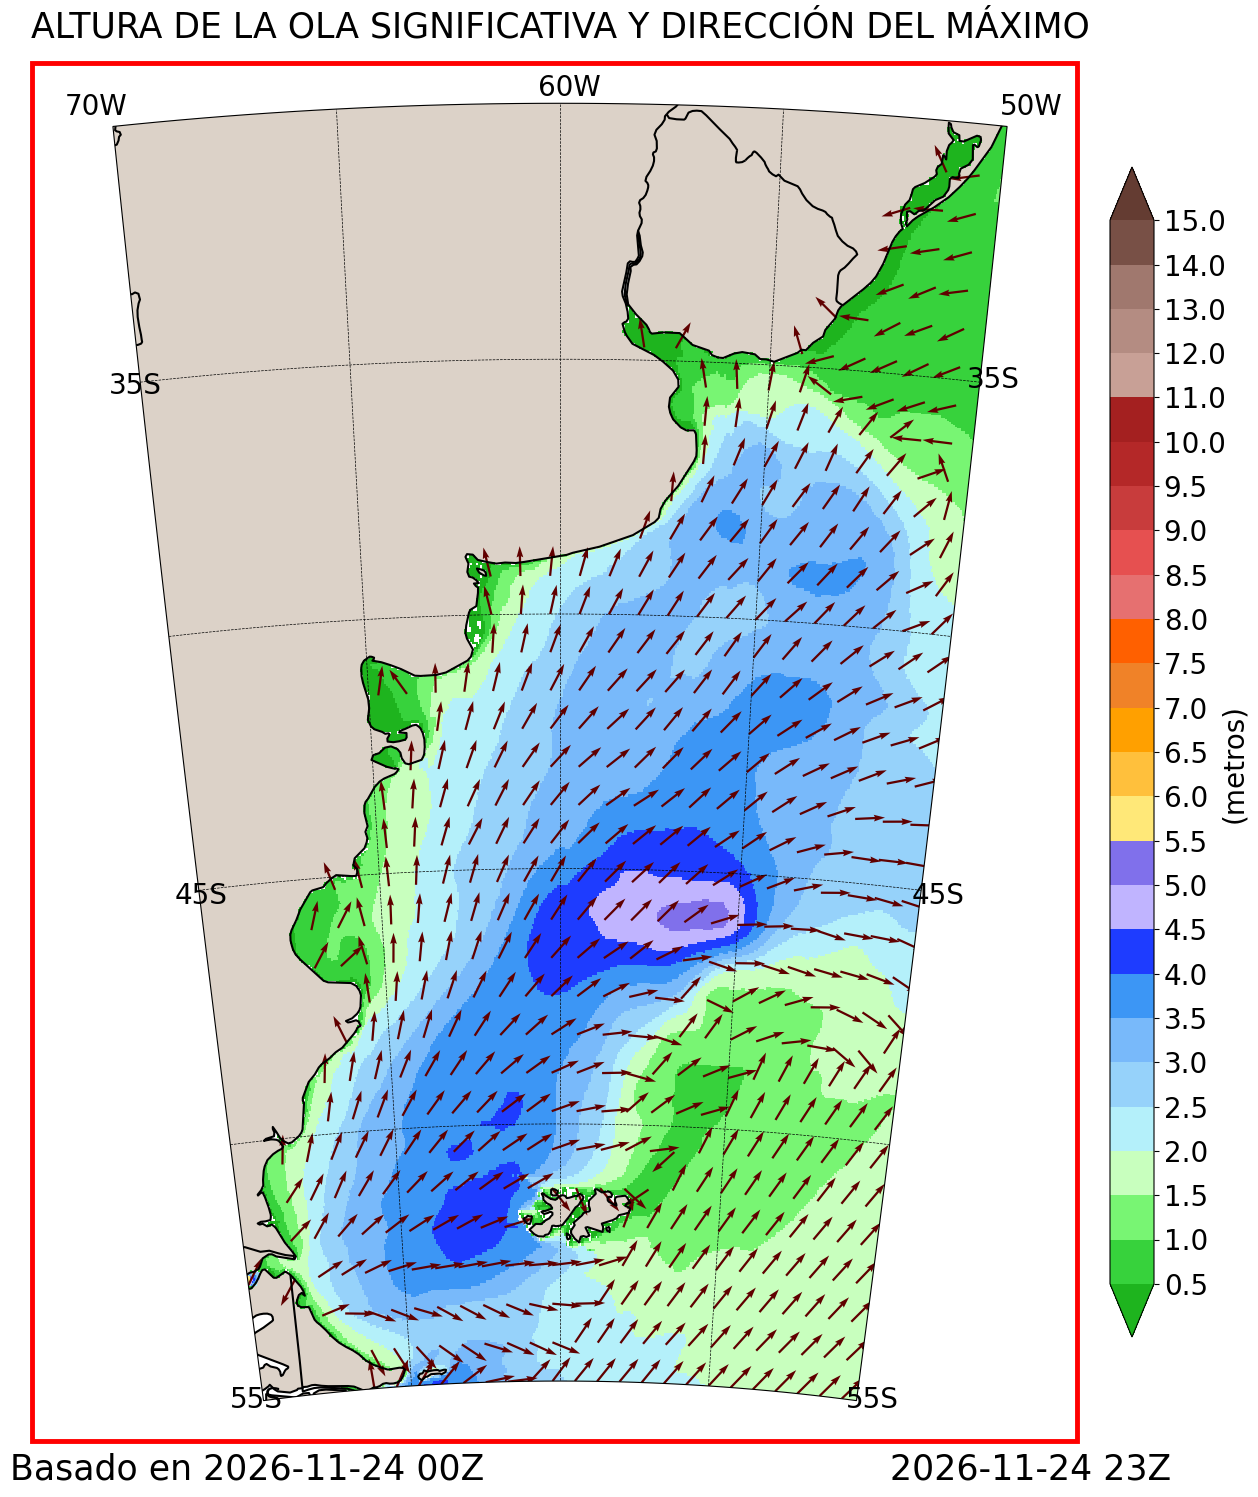 ALTURA DE LA OLA SIGNIFICATIVA Y DIRECCIÓN DEL MÁXIMO
70W
60W
50W
35S
35S
45S
45S
55S
55S
15.0
14.0
13.0
12.0
11.0
10.0
9.5
9.0
8.5
8.0
7.5
7.0
6.5
6.0
5.5
5.0
4.5
4.0
3.5
3.0
2.5
2.0
1.5
1.0
0.5
(metros)
Basado en 2026-11-24 00Z
2026-11-24 23Z